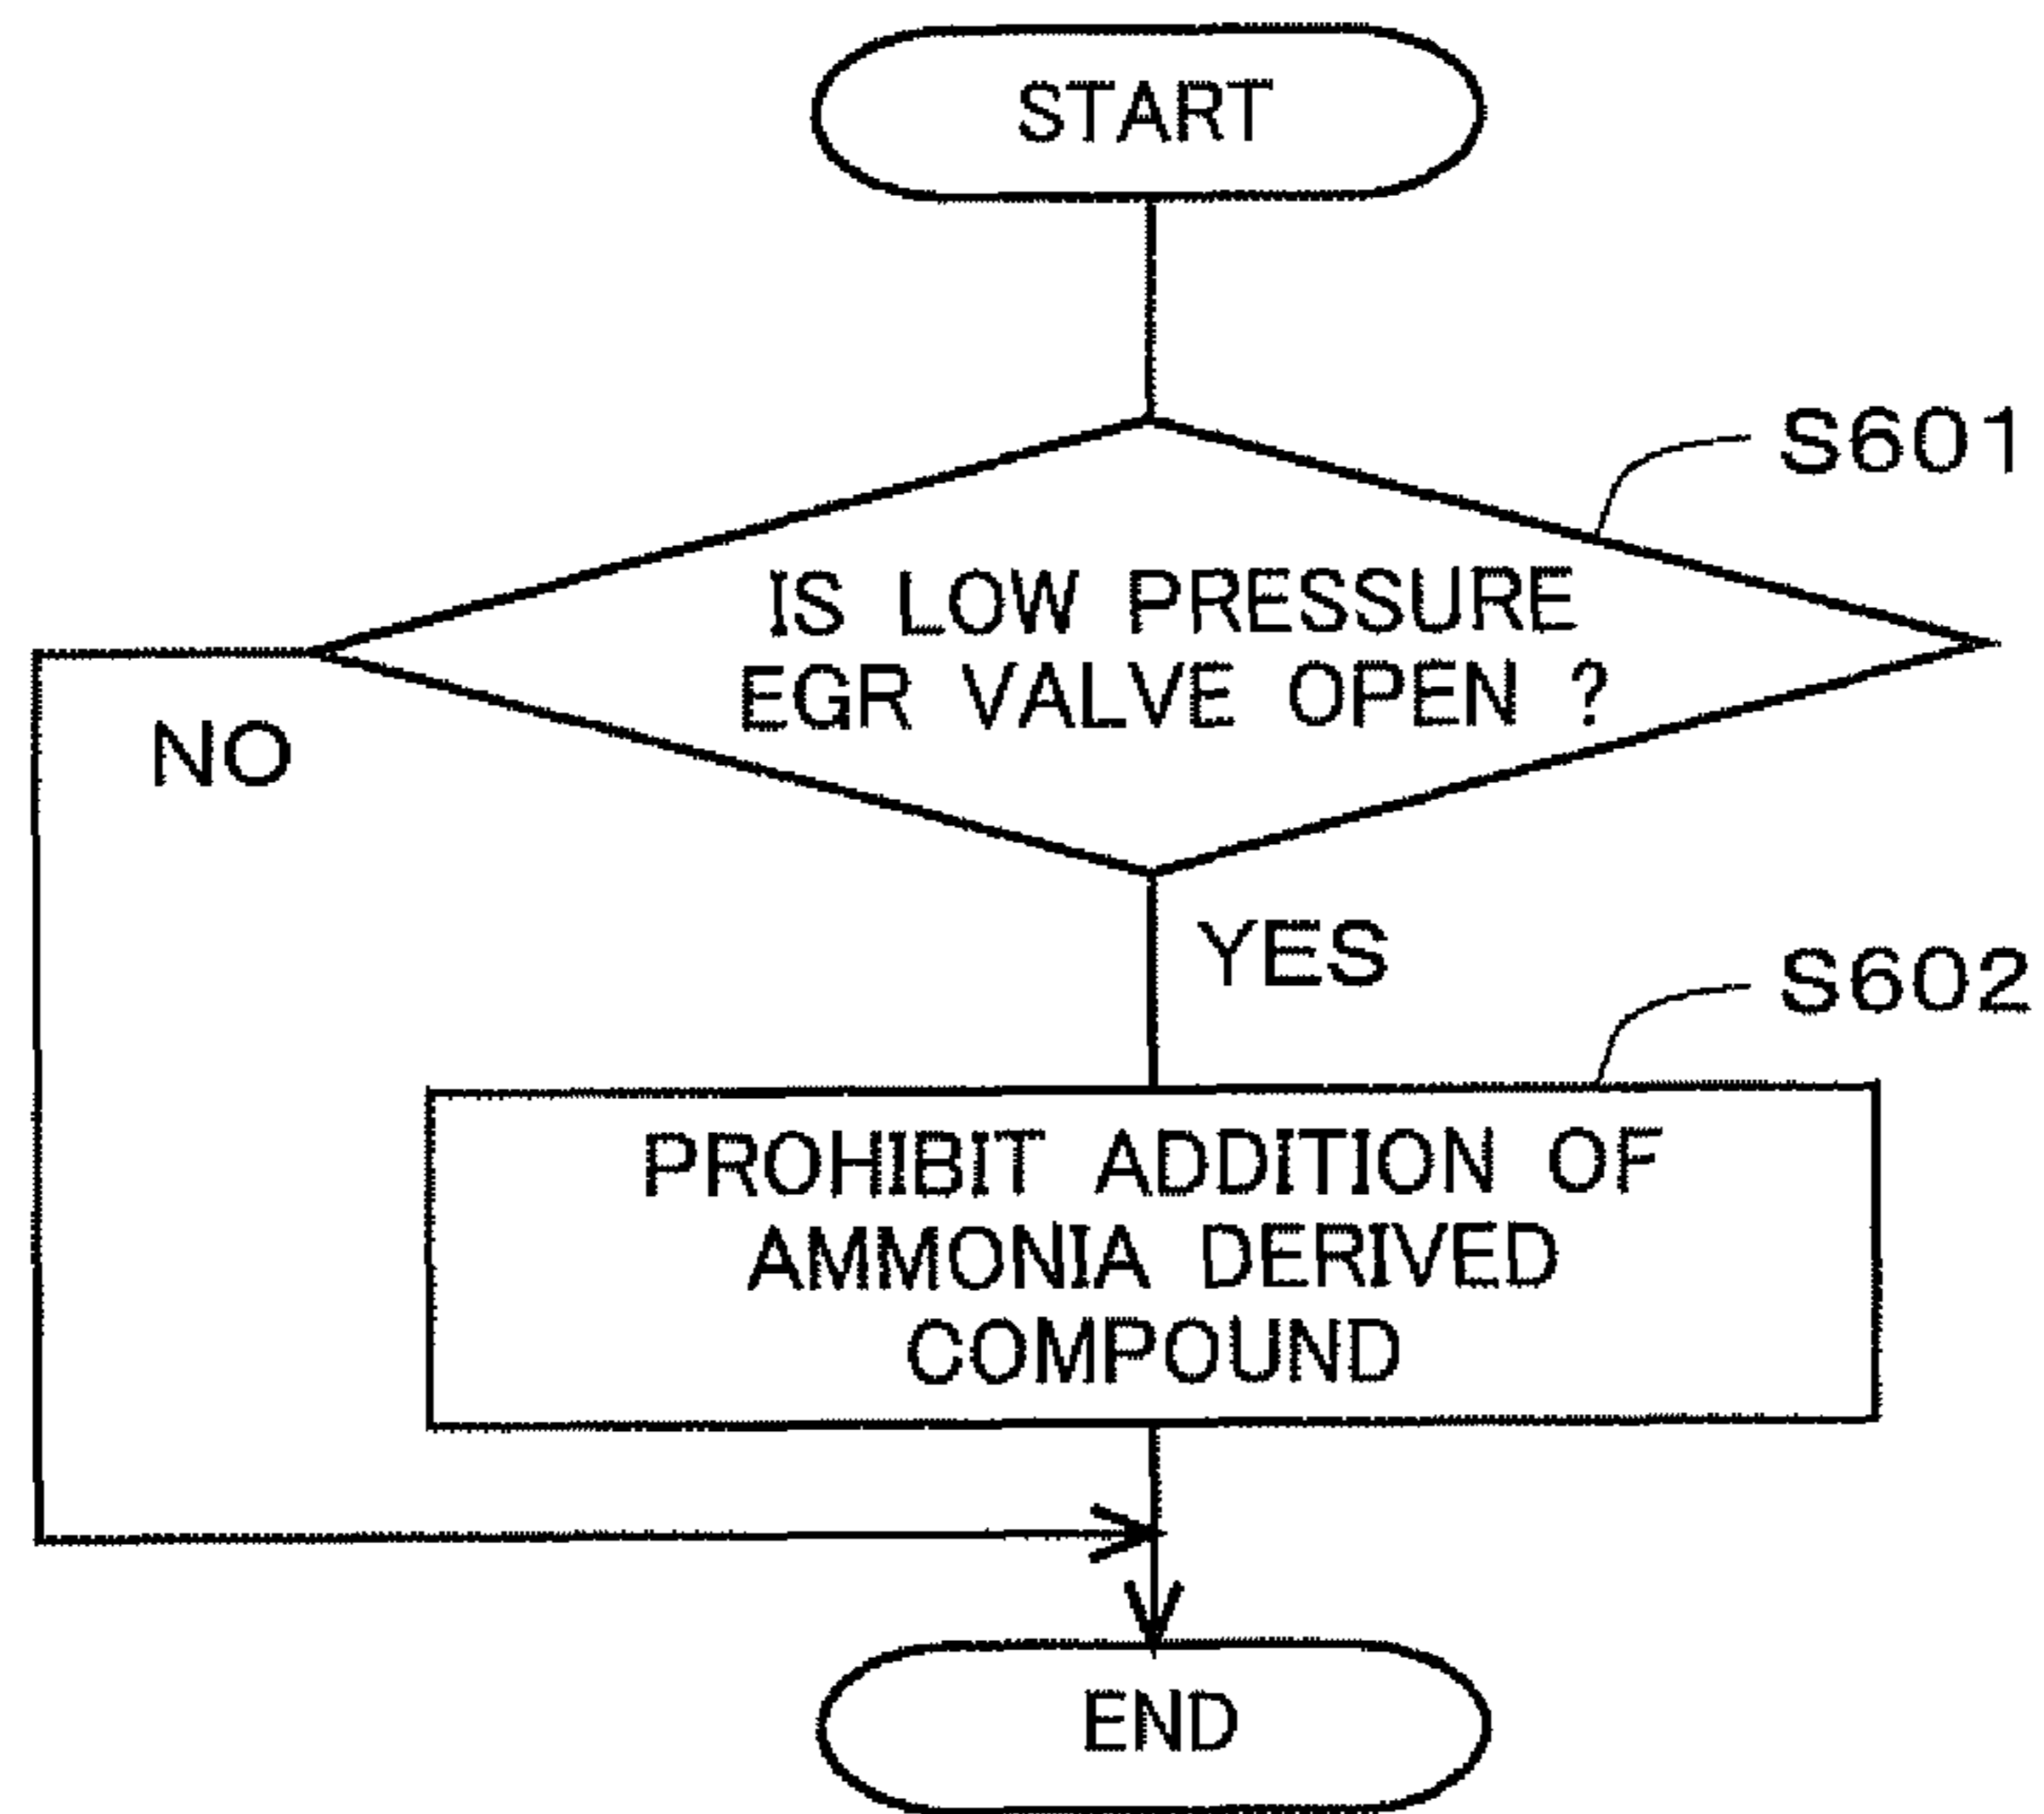 START
S601
IS LOW PRESSURE
EGR VALVE OPEN ?
NO
YES
S602
PROHIBIT ADDITION OF
AMMONIA DERIVED
COMPOUND
END